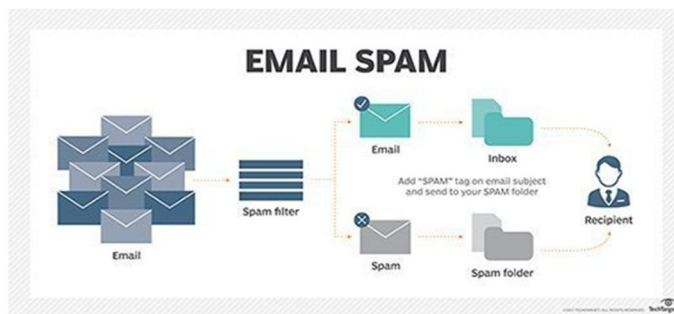 EMAIL SPAM
Email
Spam filter
Email
Inbox
Add "SPAM" tag on email subject
and send to your SPAM folder
Spam
Spam folder
Recipient
TechTarget